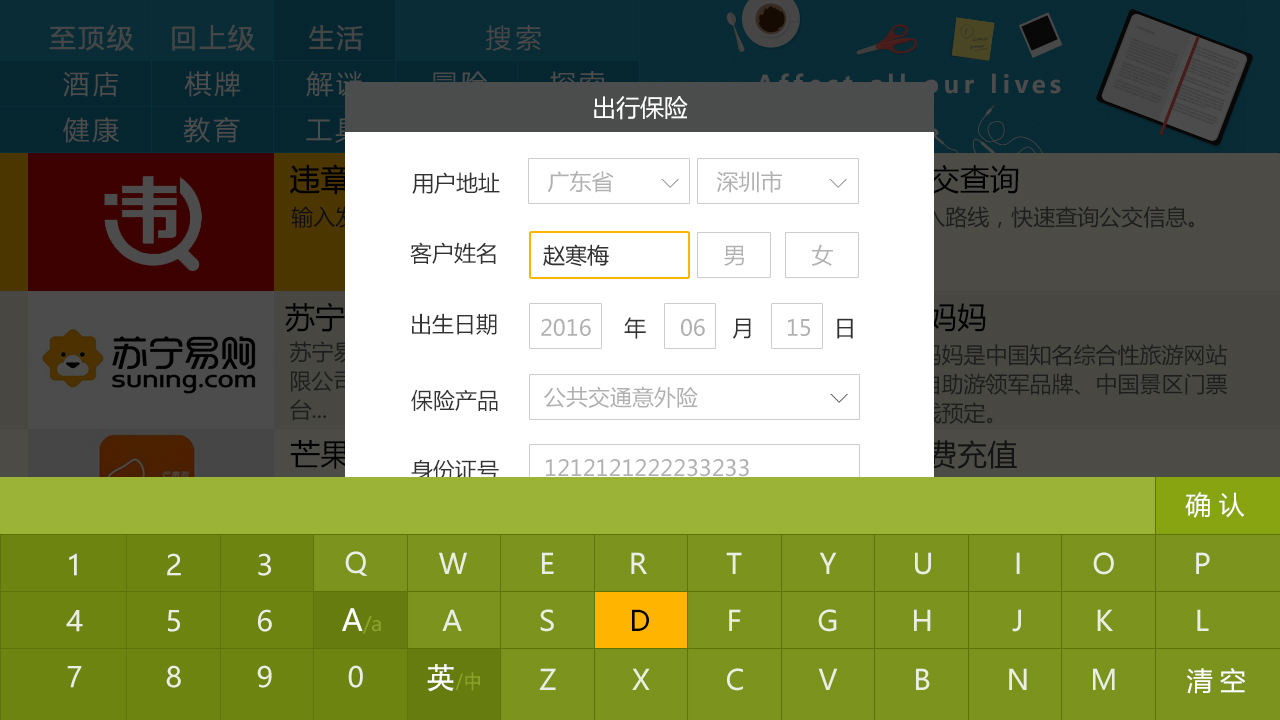 至顶级 回上级 生活 搜索
酒店 棋牌 解谜 冒险 探索
Affect all our lives
健康 教育 工具
出行保险
用户地址 广东省 深圳市
客户姓名 赵寒梅 男 女
出生日期 2016 年 06 月 15 日
保险产品 公共交通意外险
身份证号 1212121222233233
违章
输入
交查询
路线，快速查询公交信息。
苏宁易购
suning.com
苏宁
苏宁易
限公司
台...
妈妈
妈妈是中国知名综合性旅游网站
自助游领军品牌、中国景区门票
预定。
芒果
费充值
确认
1 2 3 Q W E R T Y U I O P
4 5 6 A/a A S D F G H J K L
7 8 9 0 英/中 Z X C V B N M 清空